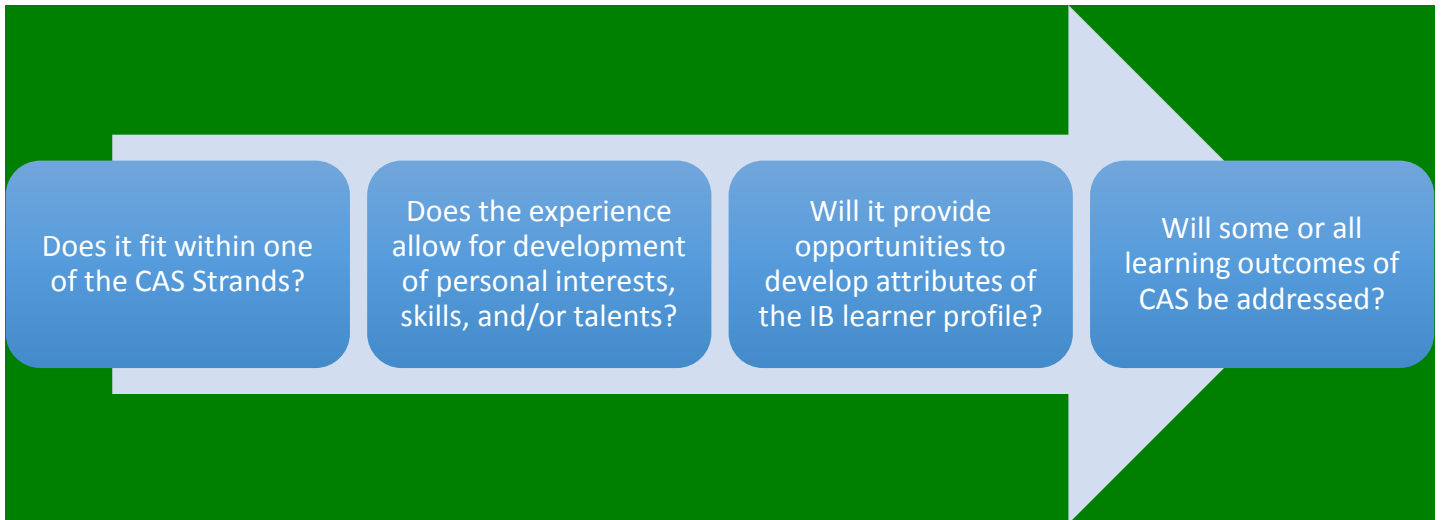 Does it fit within one
of the CAS Strands?
Does the experience
allow for development
of personal interests,
skills, and/or talents?
Will it provide
opportunities to
develop attributes of
the IB learner profile?
Will some or all
learning outcomes of
CAS be addressed?